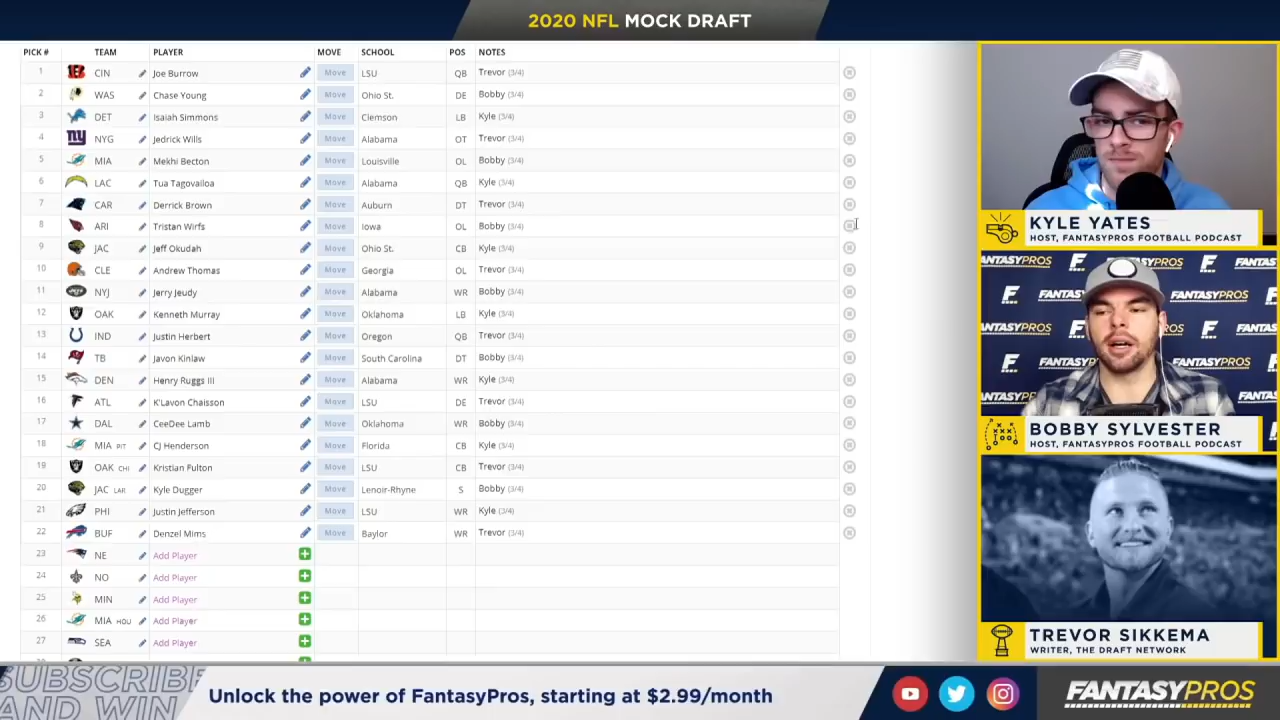 2020 NFL MOCK DRAFT
PICK # TEAM PLAYER MOVE SCHOOL POS NOTES
1 CIN Joe Burrow Move LSU QB Trevor (3/4)
2 WAS Chase Young Move Ohio St. DE Bobby (3/4)
3 DET Isaiah Simmons Move Clemson LB Kyle (3/4)
4 NYG Jedrick Wills Move Alabama OT Trevor (3/4)
5 MIA Mekhi Becton Move Louisville OL Bobby (3/4)
6 LAC Tua Tagovailoa Move Alabama QB Kyle (3/4)
7 CAR Derrick Brown Move Auburn DT Trevor (3/4)
8 ARI Tristan Wirfs Move Iowa OL Bobby (3/4)
9 JAC Jeff Okudah Move Ohio St. CB Kyle (3/4)
10 CLE Andrew Thomas Move Georgia OL Trevor (3/4)
11 NYJ Jerry Jeudy Move Alabama WR Bobby (3/4)
12 OAK Kenneth Murray Move Oklahoma LB Kyle (3/4)
13 IND Justin Herbert Move Oregon QB Trevor (3/4)
14 TB Javon Kinlaw Move South Carolina DT Bobby (3/4)
15 DEN Henry Ruggs III Move Alabama WR Kyle (3/4)
16 ATL K'Lavon Chaisson Move LSU DE Trevor (3/4)
17 DAL CeeDee Lamb Move Oklahoma WR Bobby (3/4)
18 MIA PIT CJ Henderson Move Florida CB Kyle (3/4)
19 OAK CHI Kristian Fulton Move LSU CB Trevor (3/4)
20 JAC LAR Kyle Dugger Move Lenoir-Rhyne S Bobby (3/4)
21 PHI Justin Jefferson Move LSU WR Kyle (3/4)
22 BUF Denzel Mims Move Baylor WR Trevor (3/4)
23 NE Add Player
24 NO Add Player
25 MIN Add Player
26 MIA HOU Add Player
27 SEA Add Player
KYLE YATES
HOST, FANTASYPROS FOOTBALL PODCAST
FANTASYPROS
BOBBY SYLVESTER
HOST, FANTASYPROS FOOTBALL PODCAST
TREVOR SIKKEMA
WRITER, THE DRAFT NETWORK
SUBSCRIBE
AND WIN
Unlock the power of FantasyPros, starting at $2.99/month
FANTASYPROS